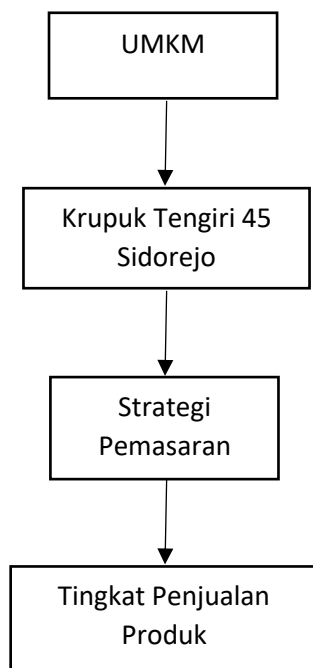 UMKM
Krupuk Tengiri 45
Sidorejo
Strategi
Pemasaran
Tingkat Penjualan
Produk